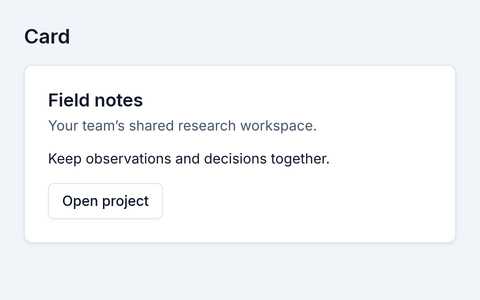 Card
Field notes
Your team’s shared research workspace.
Keep observations and decisions together.
Open project